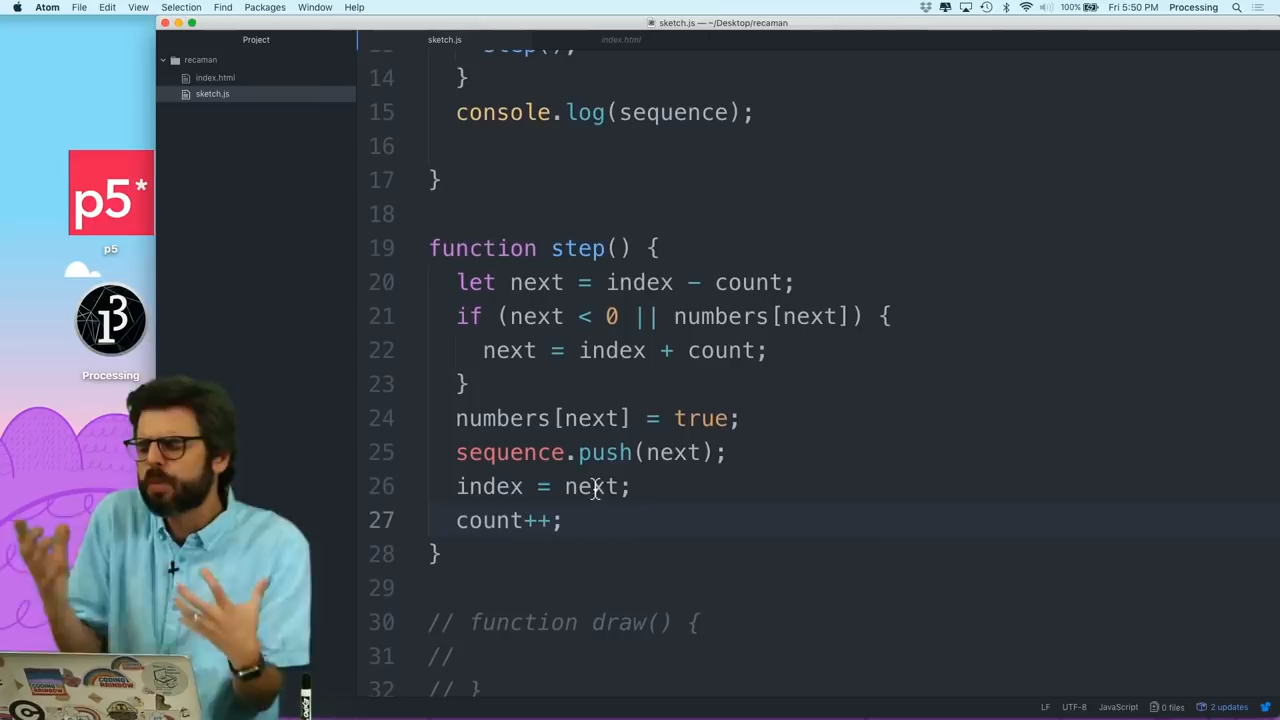 Atom File Edit View Selection Find Packages Window Help
100% Fri 5:50 PM Processing
sketch.js — ~/Desktop/recaman
Project
sketch.js index.html
recaman
index.html
sketch.js
step();
14 }
15 console.log(sequence);
16
17 }
18
19 function step() {
20 let next = index - count;
21 if (next < 0 || numbers[next]) {
22 next = index + count;
23 }
24 numbers[next] = true;
25 sequence.push(next);
26 index = next;
27 count++;
28 }
29
30 // function draw() {
31 //
32 // }
p5*
p5
Processing
LF UTF-8 JavaScript 0 files 2 updates